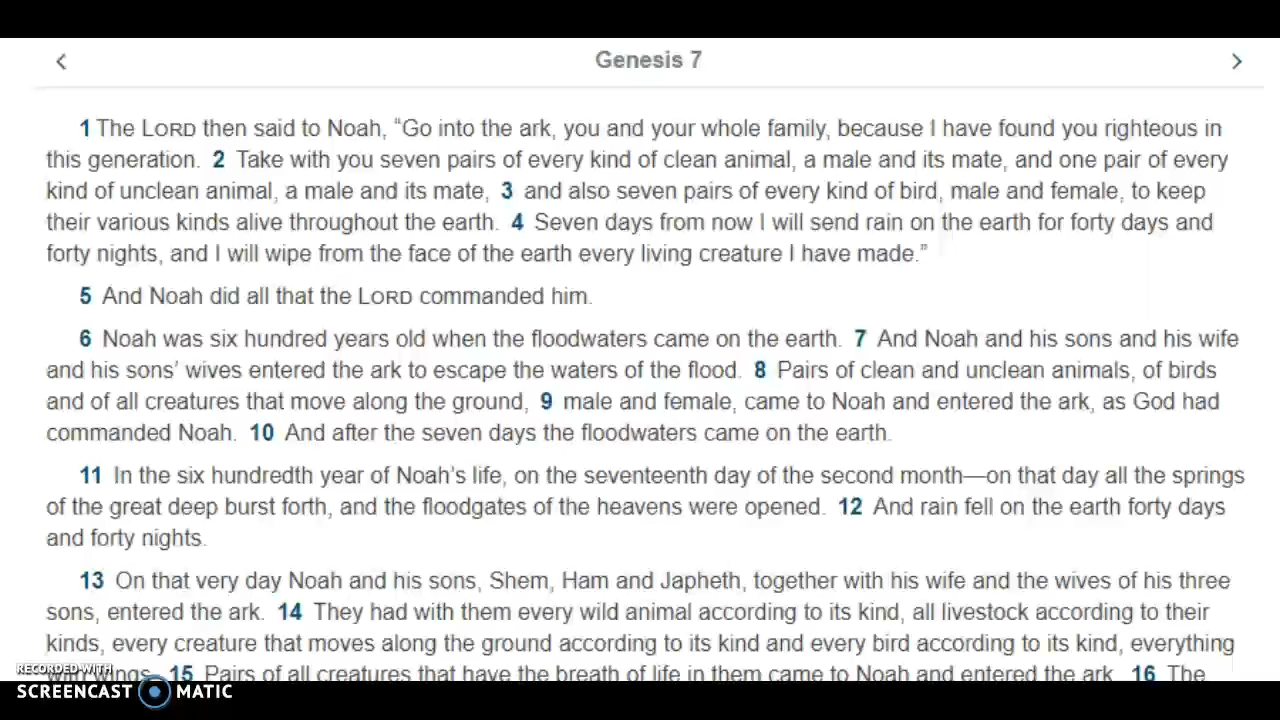 Genesis 7
1 The LORD then said to Noah, “Go into the ark, you and your whole family, because I have found you righteous in
this generation. 2 Take with you seven pairs of every kind of clean animal, a male and its mate, and one pair of every
kind of unclean animal, a male and its mate, 3 and also seven pairs of every kind of bird, male and female, to keep
their various kinds alive throughout the earth. 4 Seven days from now I will send rain on the earth for forty days and
forty nights, and I will wipe from the face of the earth every living creature I have made.”
5 And Noah did all that the LORD commanded him.
6 Noah was six hundred years old when the floodwaters came on the earth. 7 And Noah and his sons and his wife
and his sons’ wives entered the ark to escape the waters of the flood. 8 Pairs of clean and unclean animals, of birds
and of all creatures that move along the ground, 9 male and female, came to Noah and entered the ark, as God had
commanded Noah. 10 And after the seven days the floodwaters came on the earth.
11 In the six hundredth year of Noah’s life, on the seventeenth day of the second month—on that day all the springs
of the great deep burst forth, and the floodgates of the heavens were opened. 12 And rain fell on the earth forty days
and forty nights.
13 On that very day Noah and his sons, Shem, Ham and Japheth, together with his wife and the wives of his three
sons, entered the ark. 14 They had with them every wild animal according to its kind, all livestock according to their
kinds, every creature that moves along the ground according to its kind and every bird according to its kind, everything
with wings. 15 Pairs of all creatures that have the breath of life in them came to Noah and entered the ark. 16 The
RECORDED WITH
SCREENCAST MATIC